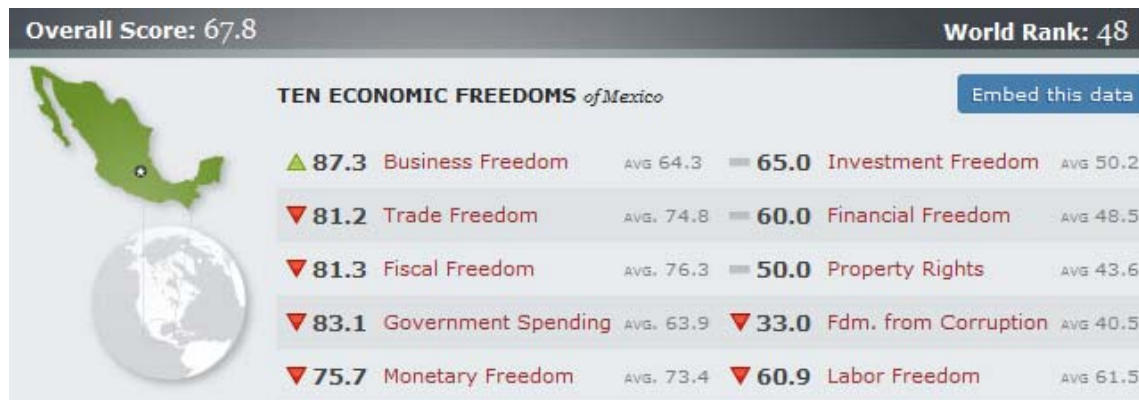 Overall Score: 67.8 World Rank: 48
TEN ECONOMIC FREEDOMS of Mexico Embed this data
87.3 Business Freedom AVG 64.3 65.0 Investment Freedom AVG 50.2
81.2 Trade Freedom AVG. 74.8 60.0 Financial Freedom AVG 48.5
81.3 Fiscal Freedom AVG. 76.3 50.0 Property Rights AVG 43.6
83.1 Government Spending AVG. 63.9 33.0 Fdm. from Corruption AVG 40.5
75.7 Monetary Freedom AVG. 73.4 60.9 Labor Freedom AVG 61.5